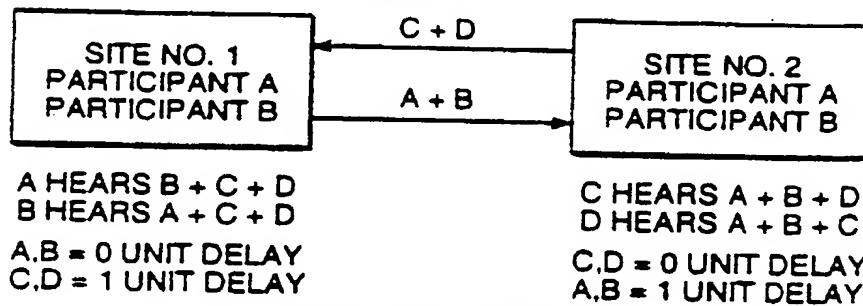 SITE NO. 1
PARTICIPANT A
PARTICIPANT B
C + D
A + B
SITE NO. 2
PARTICIPANT A
PARTICIPANT B
A HEARS B + C + D
B HEARS A + C + D
A,B = 0 UNIT DELAY
C,D = 1 UNIT DELAY
C HEARS A + B + D
D HEARS A + B + C
C,D = 0 UNIT DELAY
A,B = 1 UNIT DELAY